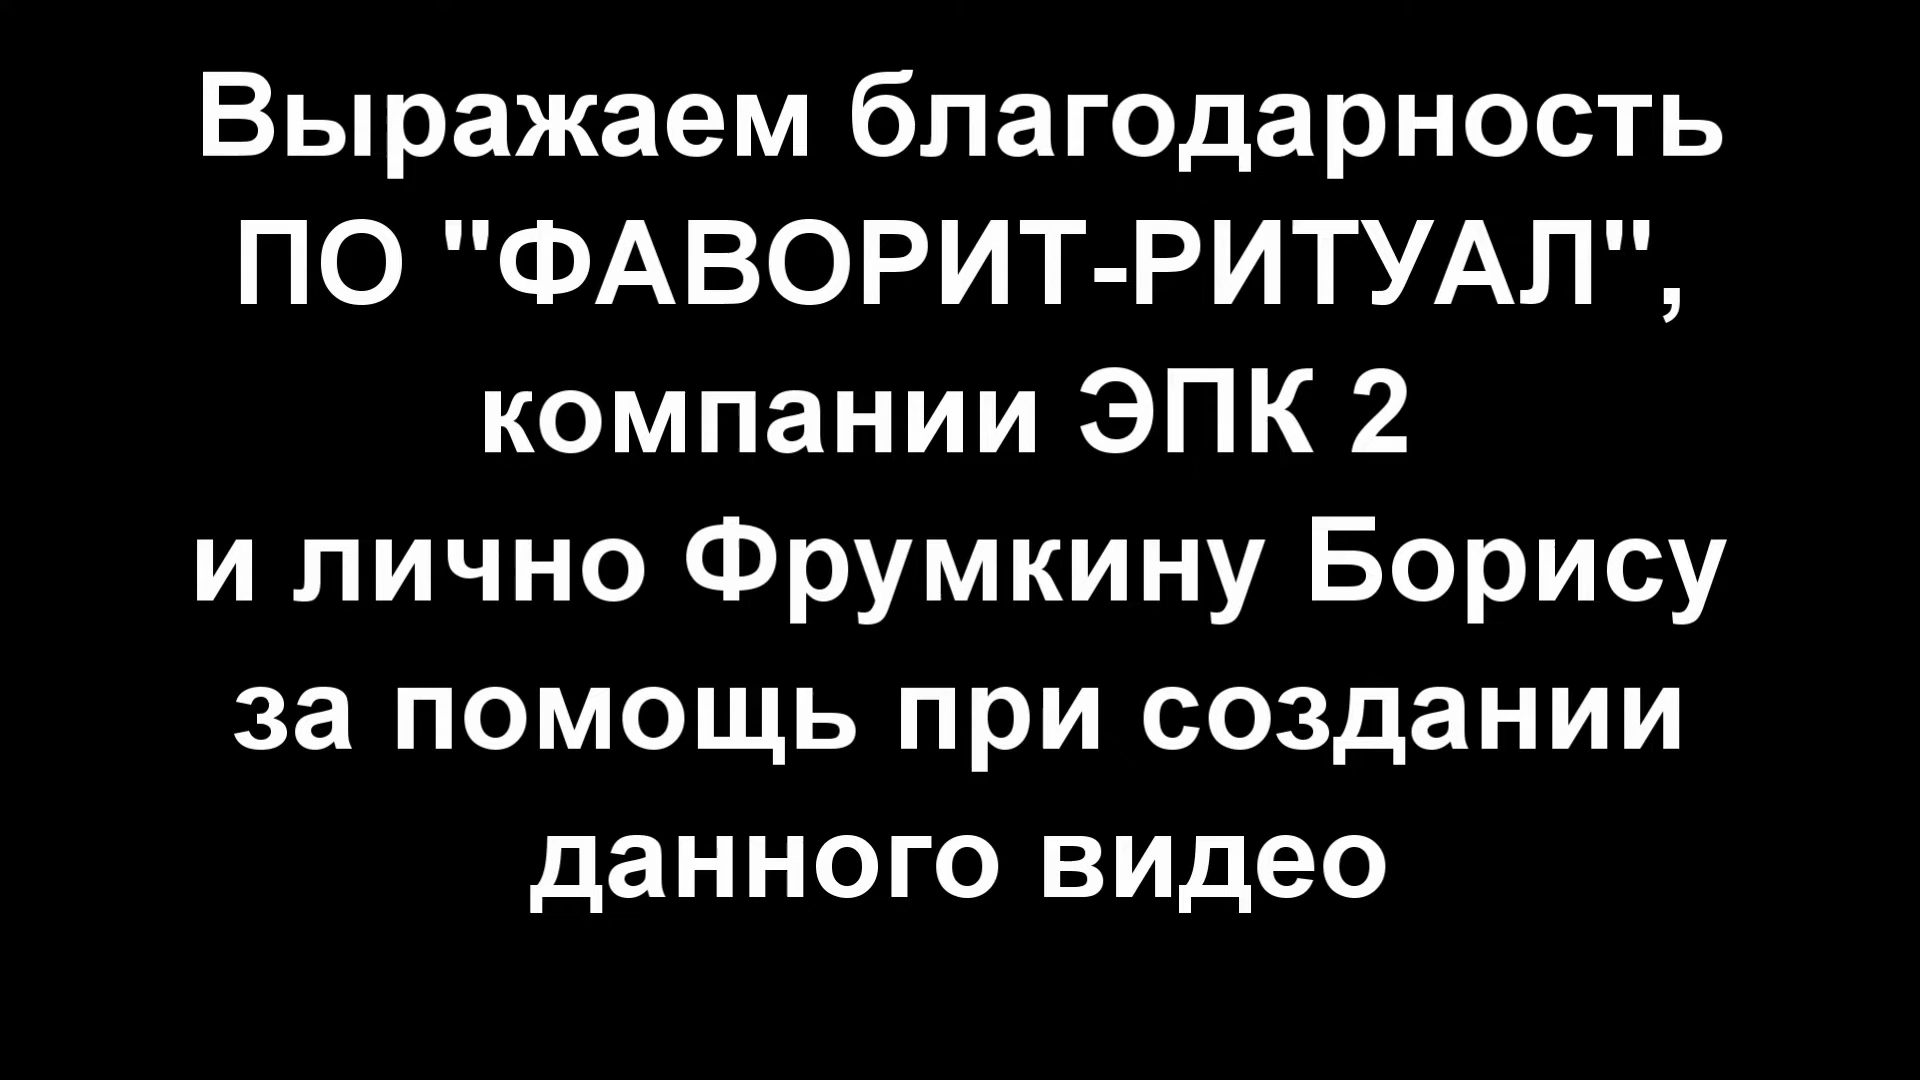 Выражаем благодарность
ПО "ФАВОРИТ-РИТУАЛ",
компании ЭПК 2
и лично Фрумкину Борису
за помощь при создании
данного видео